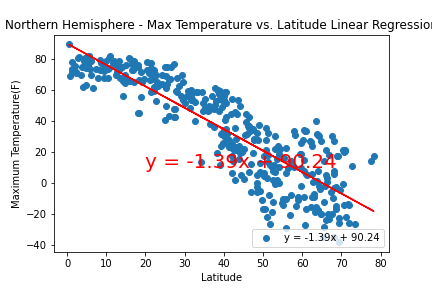 Northern Hemisphere - Max Temperature vs. Latitude Linear Regression
Maximum Temperature(F)
80
60
40
20
0
−20
−40
y = -1.39x + 90.24
y = -1.39x + 90.24
0 10 20 30 40 50 60 70 80
Latitude